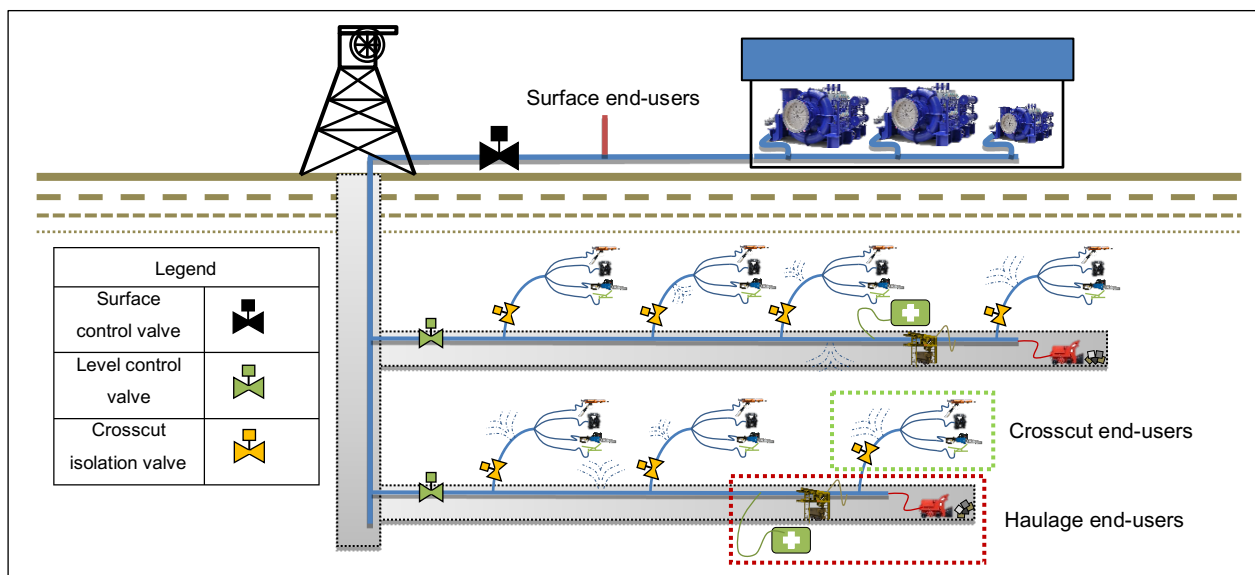 Surface end-users
Legend
Surface
control valve
Level control
valve
Crosscut
isolation valve
Crosscut end-users
Haulage end-users